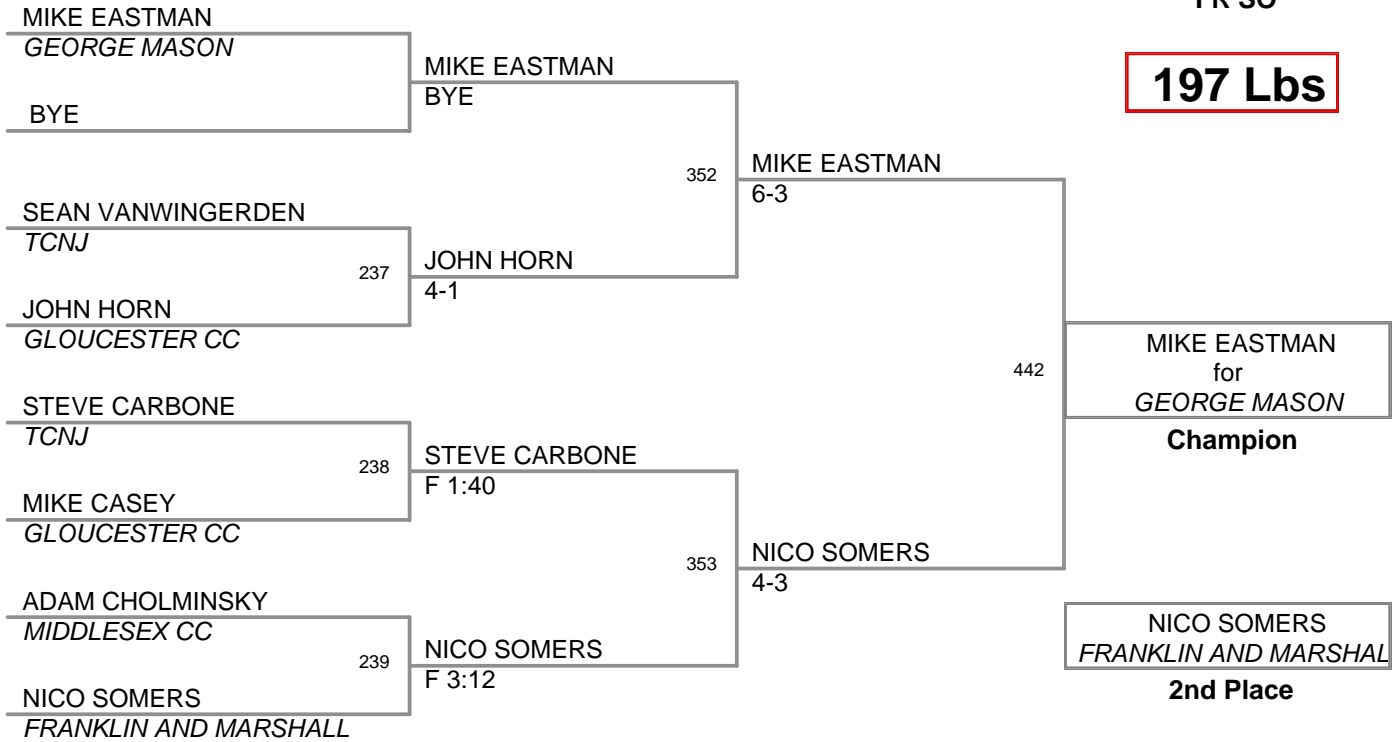 FR SO
197 Lbs
MIKE EASTMAN
GEORGE MASON
BYE
SEAN VANWINGERDEN
TCNJ
237
JOHN HORN
GLOUCESTER CC
STEVE CARBONE
TCNJ
238
MIKE CASEY
GLOUCESTER CC
ADAM CHOLMINSKY
MIDDLESEX CC
239
NICO SOMERS
FRANKLIN AND MARSHALL
MIKE EASTMAN
BYE
352
JOHN HORN
4-1
STEVE CARBONE
F 1:40
353
NICO SOMERS
F 3:12
MIKE EASTMAN
6-3
442
NICO SOMERS
4-3
MIKE EASTMAN
for
GEORGE MASON
Champion
NICO SOMERS
FRANKLIN AND MARSHAL
2nd Place